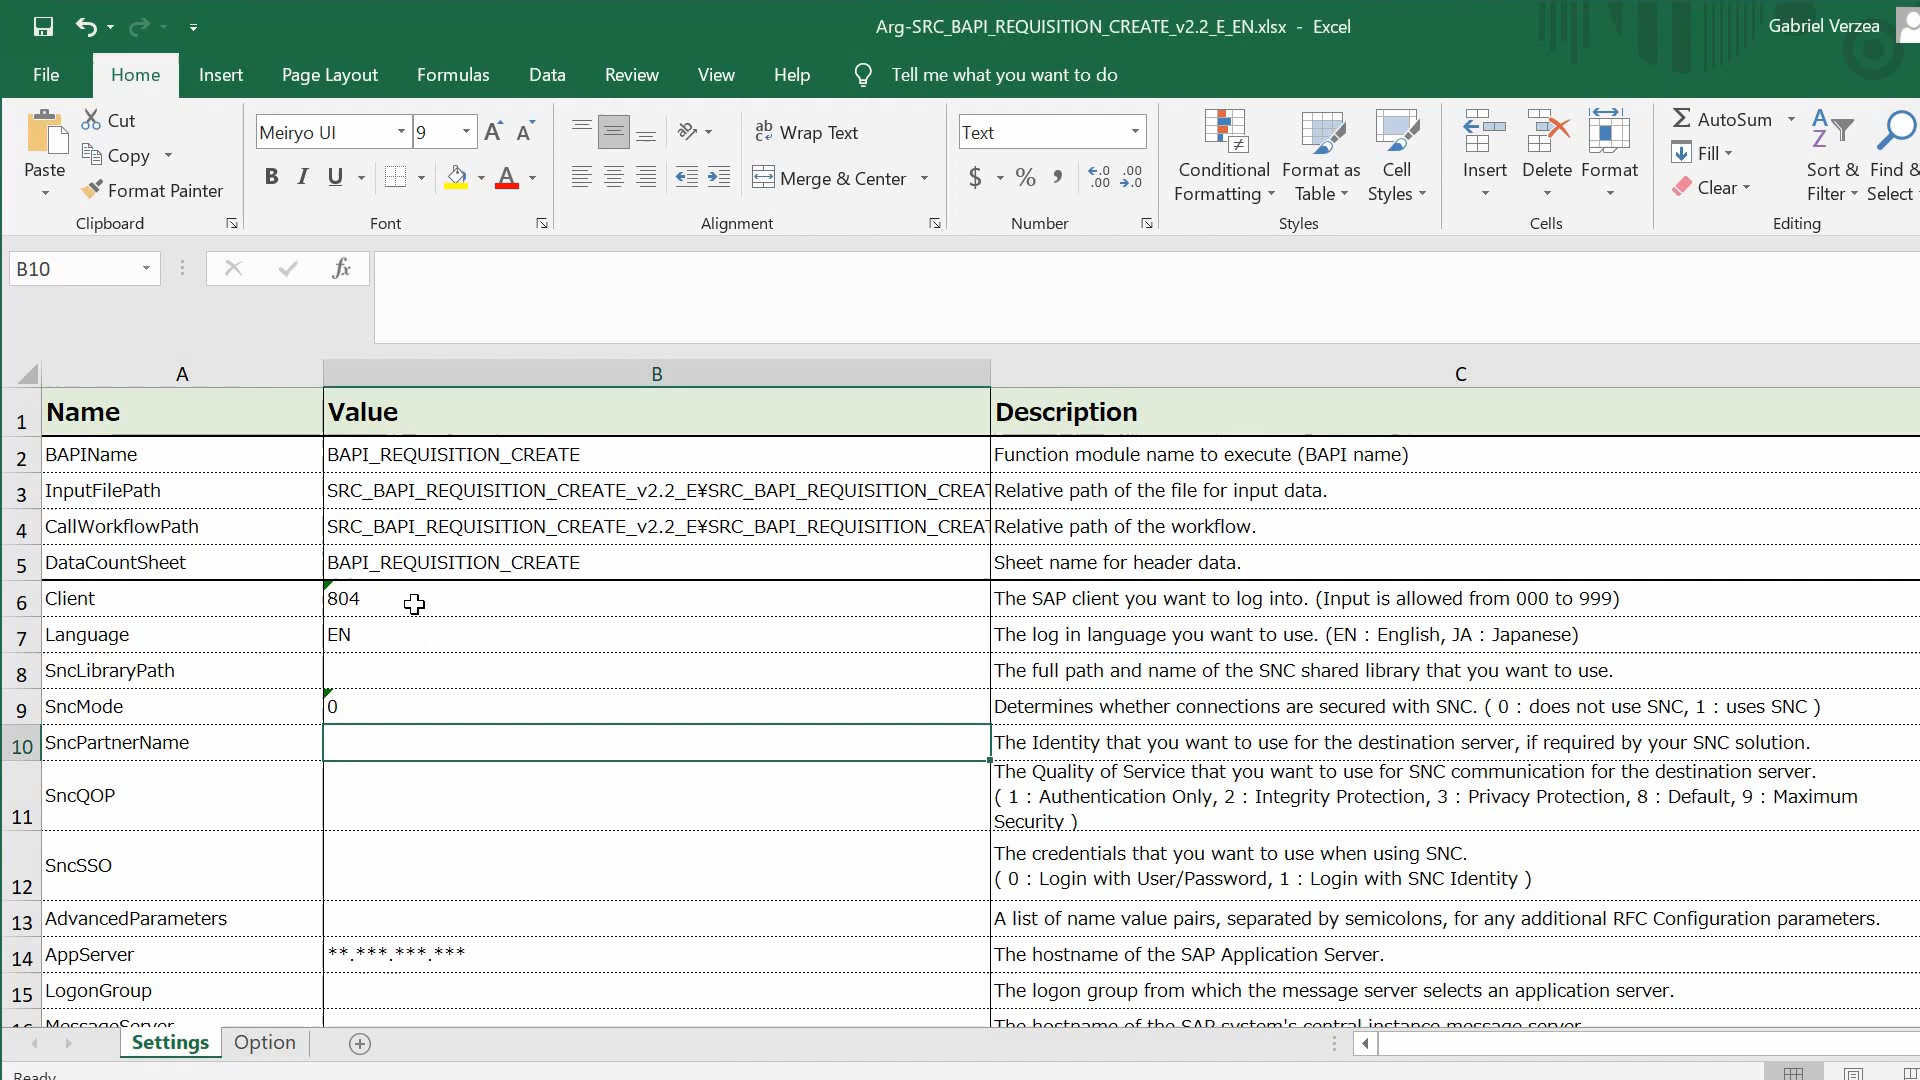 Arg-SRC_BAPI_REQUISITION_CREATE_v2.2_E_EN.xlsx - Excel
Gabriel Verzea
File Home Insert Page Layout Formulas Data Review View Help Tell me what you want to do
Paste
Cut
Copy
Format Painter
Clipboard
Meiryo UI 9
B I U
Font
Wrap Text
Merge & Center
Alignment
Text
$ % ,
Number
Conditional Formatting
Format as Table
Cell Styles
Styles
Insert Delete Format
Cells
AutoSum
Fill
Clear
Sort & Filter
Find & Select
Editing
B10 fx
A B C
1 Name Value Description
2 BAPIName BAPI_REQUISITION_CREATE Function module name to execute (BAPI name)
3 InputFilePath SRC_BAPI_REQUISITION_CREATE_v2.2_E¥SRC_BAPI_REQUISITION_CREAT Relative path of the file for input data.
4 CallWorkflowPath SRC_BAPI_REQUISITION_CREATE_v2.2_E¥SRC_BAPI_REQUISITION_CREAT Relative path of the workflow.
5 DataCountSheet BAPI_REQUISITION_CREATE Sheet name for header data.
6 Client 804 The SAP client you want to log into. (Input is allowed from 000 to 999)
7 Language EN The log in language you want to use. (EN : English, JA : Japanese)
8 SncLibraryPath The full path and name of the SNC shared library that you want to use.
9 SncMode 0 Determines whether connections are secured with SNC. ( 0 : does not use SNC, 1 : uses SNC )
10 SncPartnerName The Identity that you want to use for the destination server, if required by your SNC solution.
11 SncQOP The Quality of Service that you want to use for SNC communication for the destination server.
( 1 : Authentication Only, 2 : Integrity Protection, 3 : Privacy Protection, 8 : Default, 9 : Maximum
Security )
12 SncSSO The credentials that you want to use when using SNC.
( 0 : Login with User/Password, 1 : Login with SNC Identity )
13 AdvancedParameters A list of name value pairs, separated by semicolons, for any additional RFC Configuration parameters.
14 AppServer **.***.***.*** The hostname of the SAP Application Server.
15 LogonGroup The logon group from which the message server selects an application server.
16 MessageServer The hostname of the SAP system's central instance message server
Settings Option
Ready